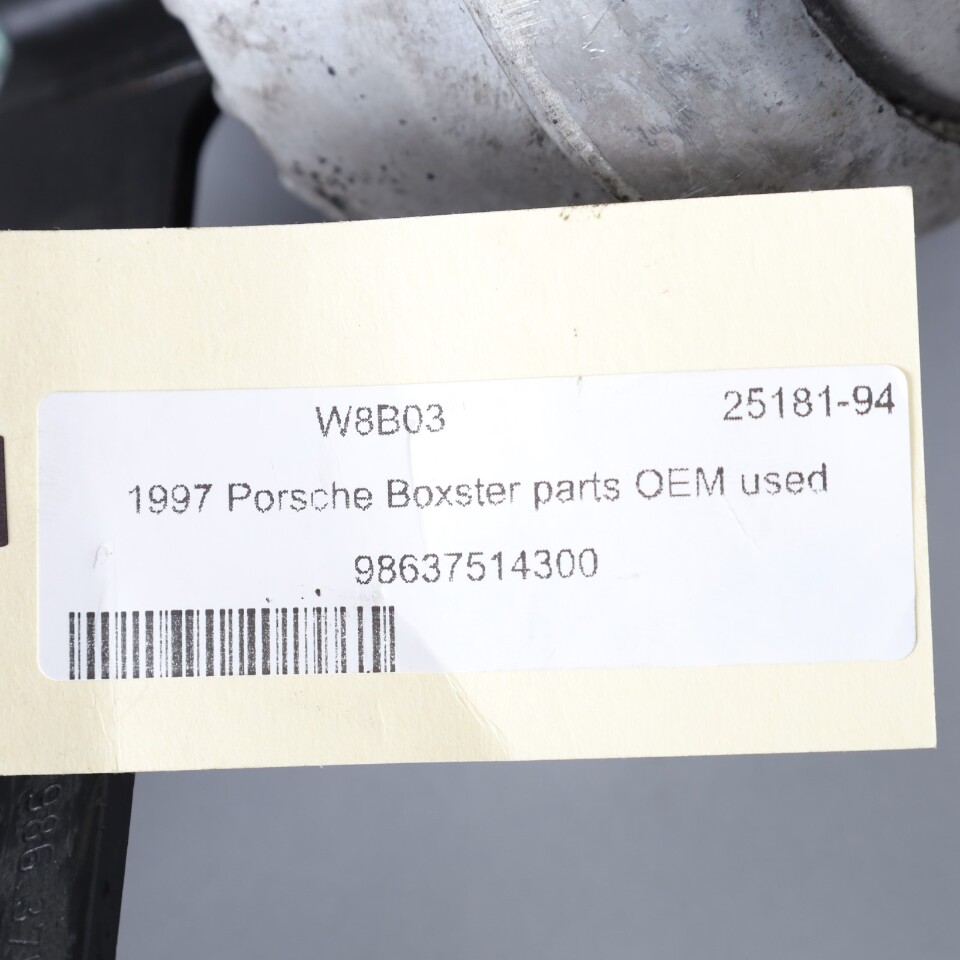 W8B03 25181-94
1997 Porsche Boxster parts OEM used
98637514300